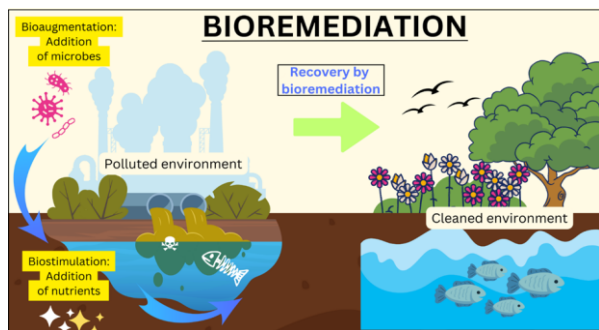 BIOREMEDIATION
Bioaugmentation:
Addition
of microbes
Recovery by
bioremediation
Polluted environment
Cleaned environment
Biostimulation:
Addition
of nutrients